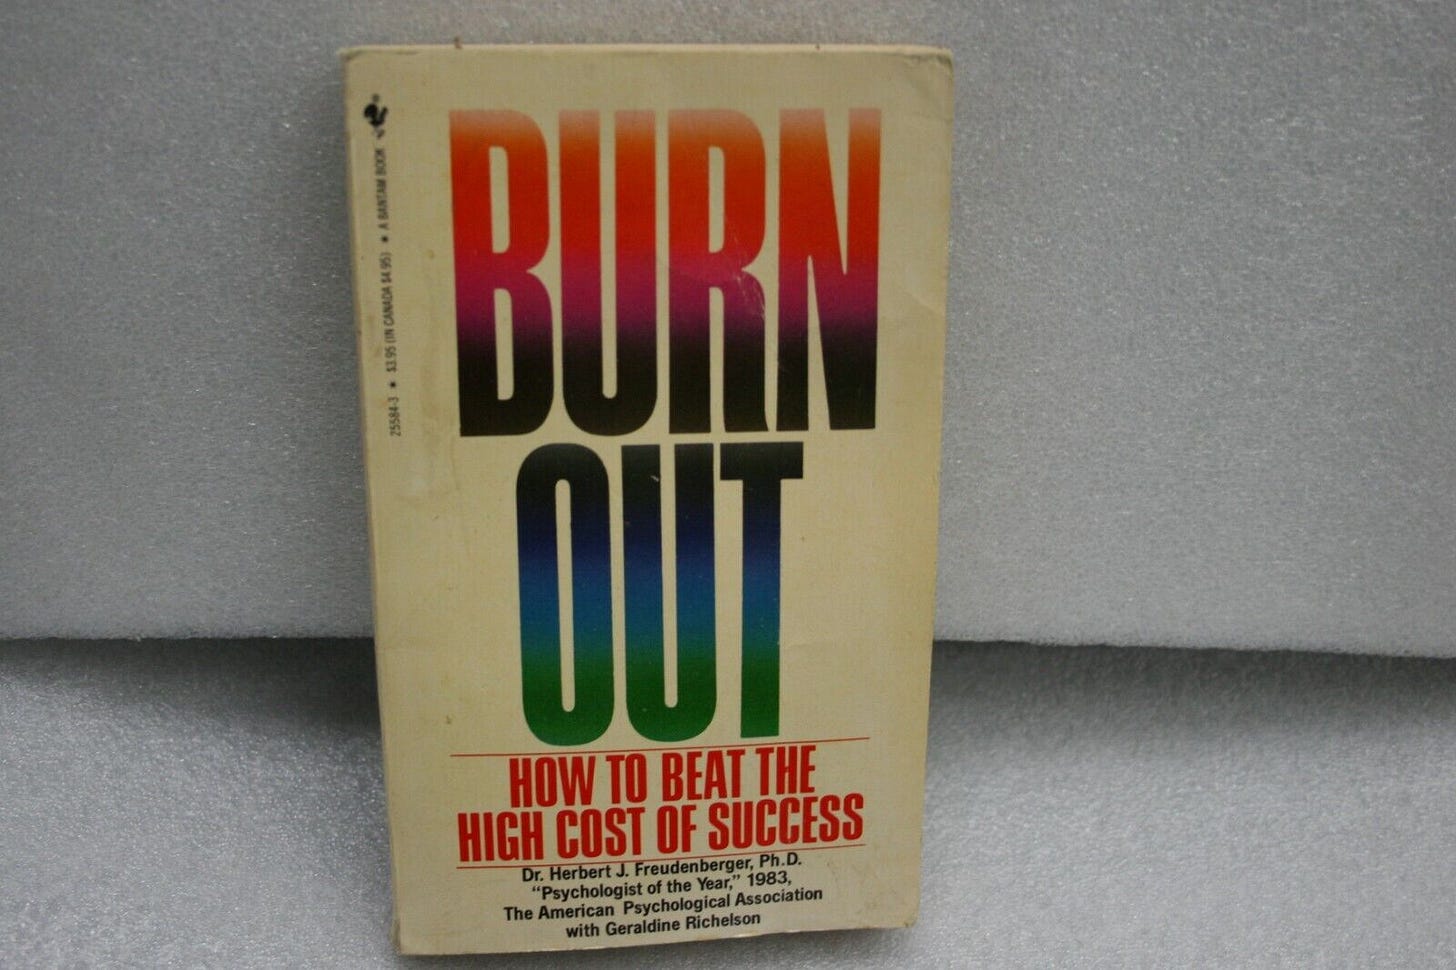 BURN
OUT
HOW TO BEAT THE
HIGH COST OF SUCCESS
Dr. Herbert J. Freudenberger, Ph.D.
“Psychologist of the Year,” 1983,
The American Psychological Association
with Geraldine Richelson
25584-3 ★ $3.95 (IN CANADA $4.95) ★ A BANTAM BOOK